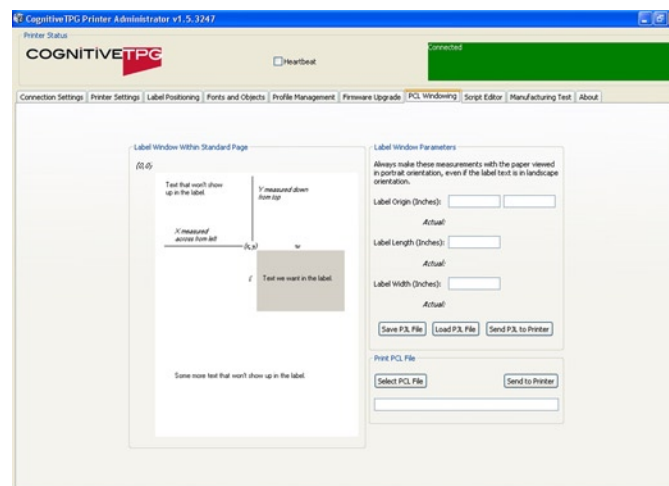 CognitiveTPG Printer Administrator v1.5.3247
Printer Status
COGNITIVETPG
Heartbeat
Connected
Connection Settings Printer Settings Label Positioning Fonts and Objects Profile Management Firmware Upgrade PCL Windowing Script Editor Manufacturing Test About
Label Window Within Standard Page
(0,0)
Text that won't show
up in the label.
Y measured down
from top
X measured
across from left
(x,y)
w
l
Text we want in the label.
Some more text that won't show up in the label.
Label Window Parameters
Always make these measurements with the paper viewed
in portrait orientation, even if the label text is in landscape
orientation.
Label Origin (Inches):
Actual:
Label Length (Inches):
Actual:
Label Width (Inches):
Actual:
Save PJL File Load PJL File Send PJL to Printer
Print PCL File
Select PCL File Send to Printer